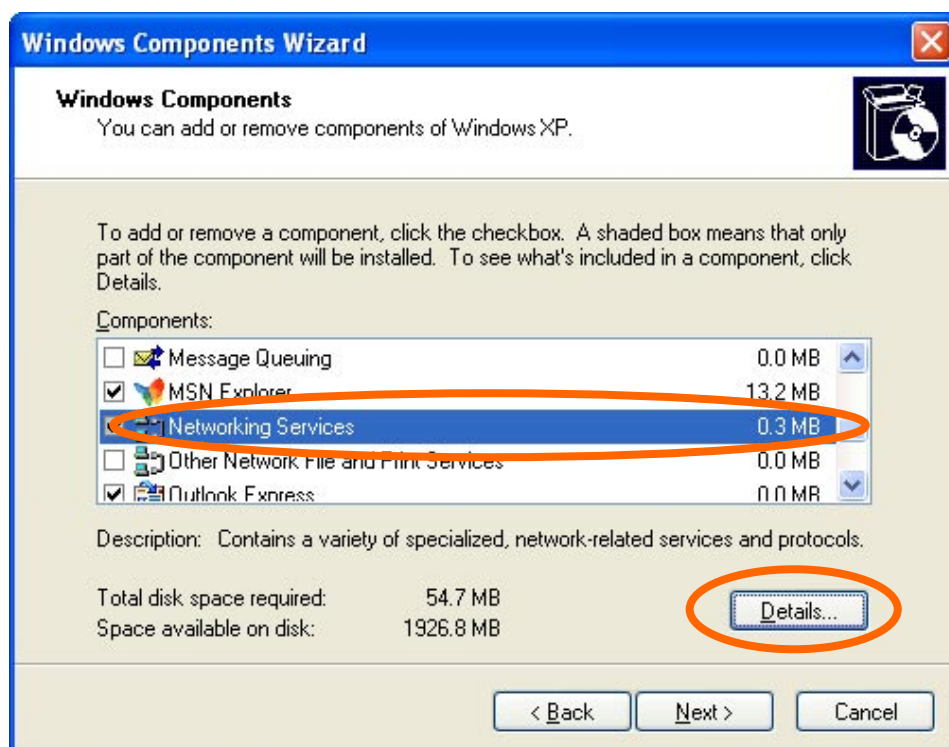 Windows Components Wizard
Windows Components
You can add or remove components of Windows XP.
To add or remove a component, click the checkbox. A shaded box means that only
part of the component will be installed. To see what's included in a component, click
Details.
Components:
Message Queuing 0.0 MB
MSN Explorer 13.2 MB
Networking Services 0.3 MB
Other Network File and Print Services 0.0 MB
Outlook Express 0.0 MB
Description: Contains a variety of specialized, network-related services and protocols.
Total disk space required: 54.7 MB
Space available on disk: 1926.8 MB
Details...
< Back Next > Cancel